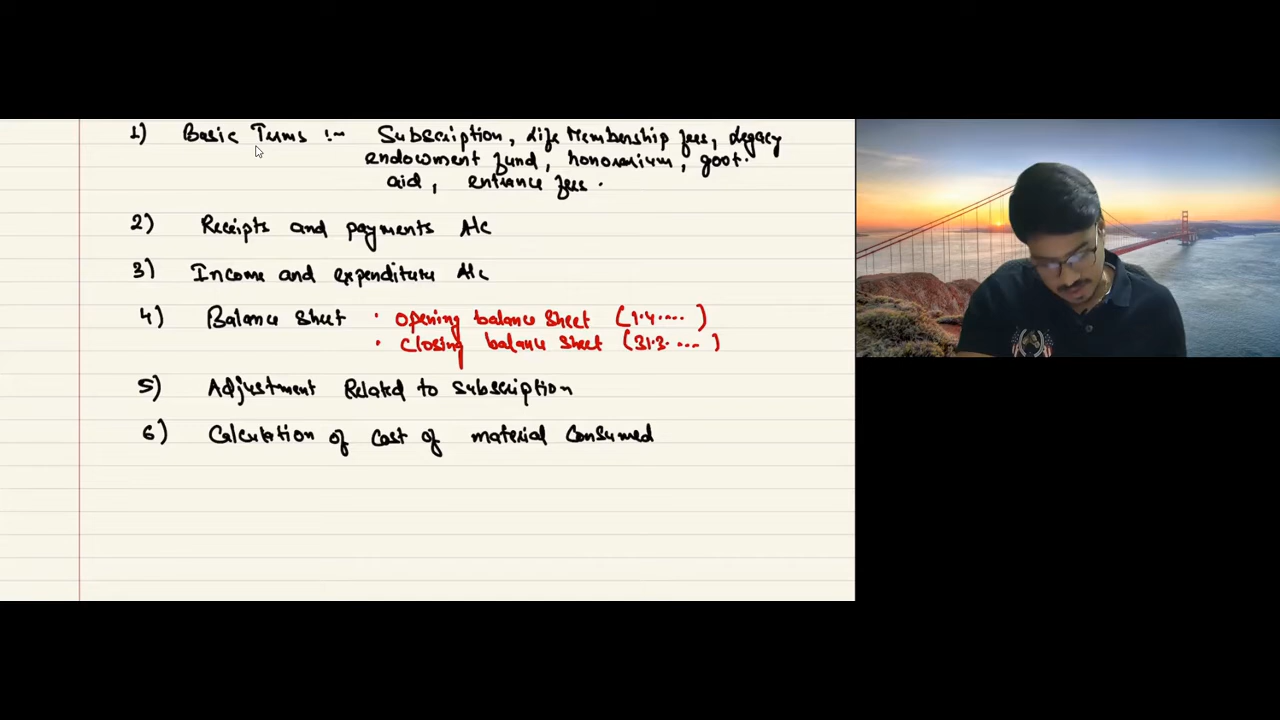 1) Basic Terms :- Subscription, Life Membership fees, Legacy
endowment fund, honorarium, govt.
aid, entrance fees.
2) Receipts and payments A/c
3) Income and expenditure A/c
4) Balance Sheet • Opening balance Sheet (1.4.... )
• Closing balance Sheet (31.3. .... )
5) Adjustment Related to Subscription
6) Calculation of Cost of material Consumed